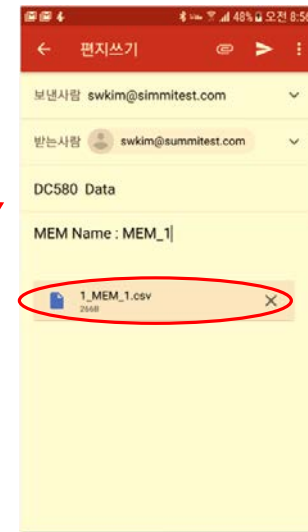 48% 오전 8:56
편지쓰기
보낸사람 swkim@simmitest.com
받는사람 swkim@summitest.com
DC580 Data
MEM Name : MEM_1
1_MEM_1.csv
266B